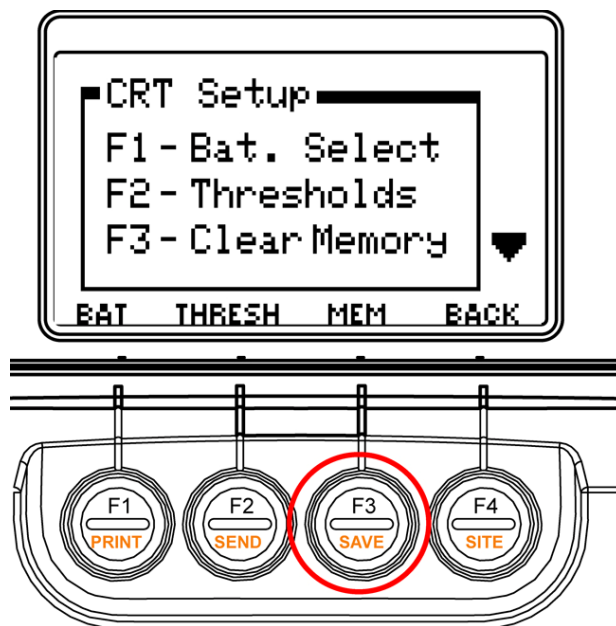 CRT Setup
F1-Bat. Select
F2-Thresholds
F3-Clear Memory
BAT THRESH MEM BACK
F1 F2 F3 F4
PRINT SEND SAVE SITE